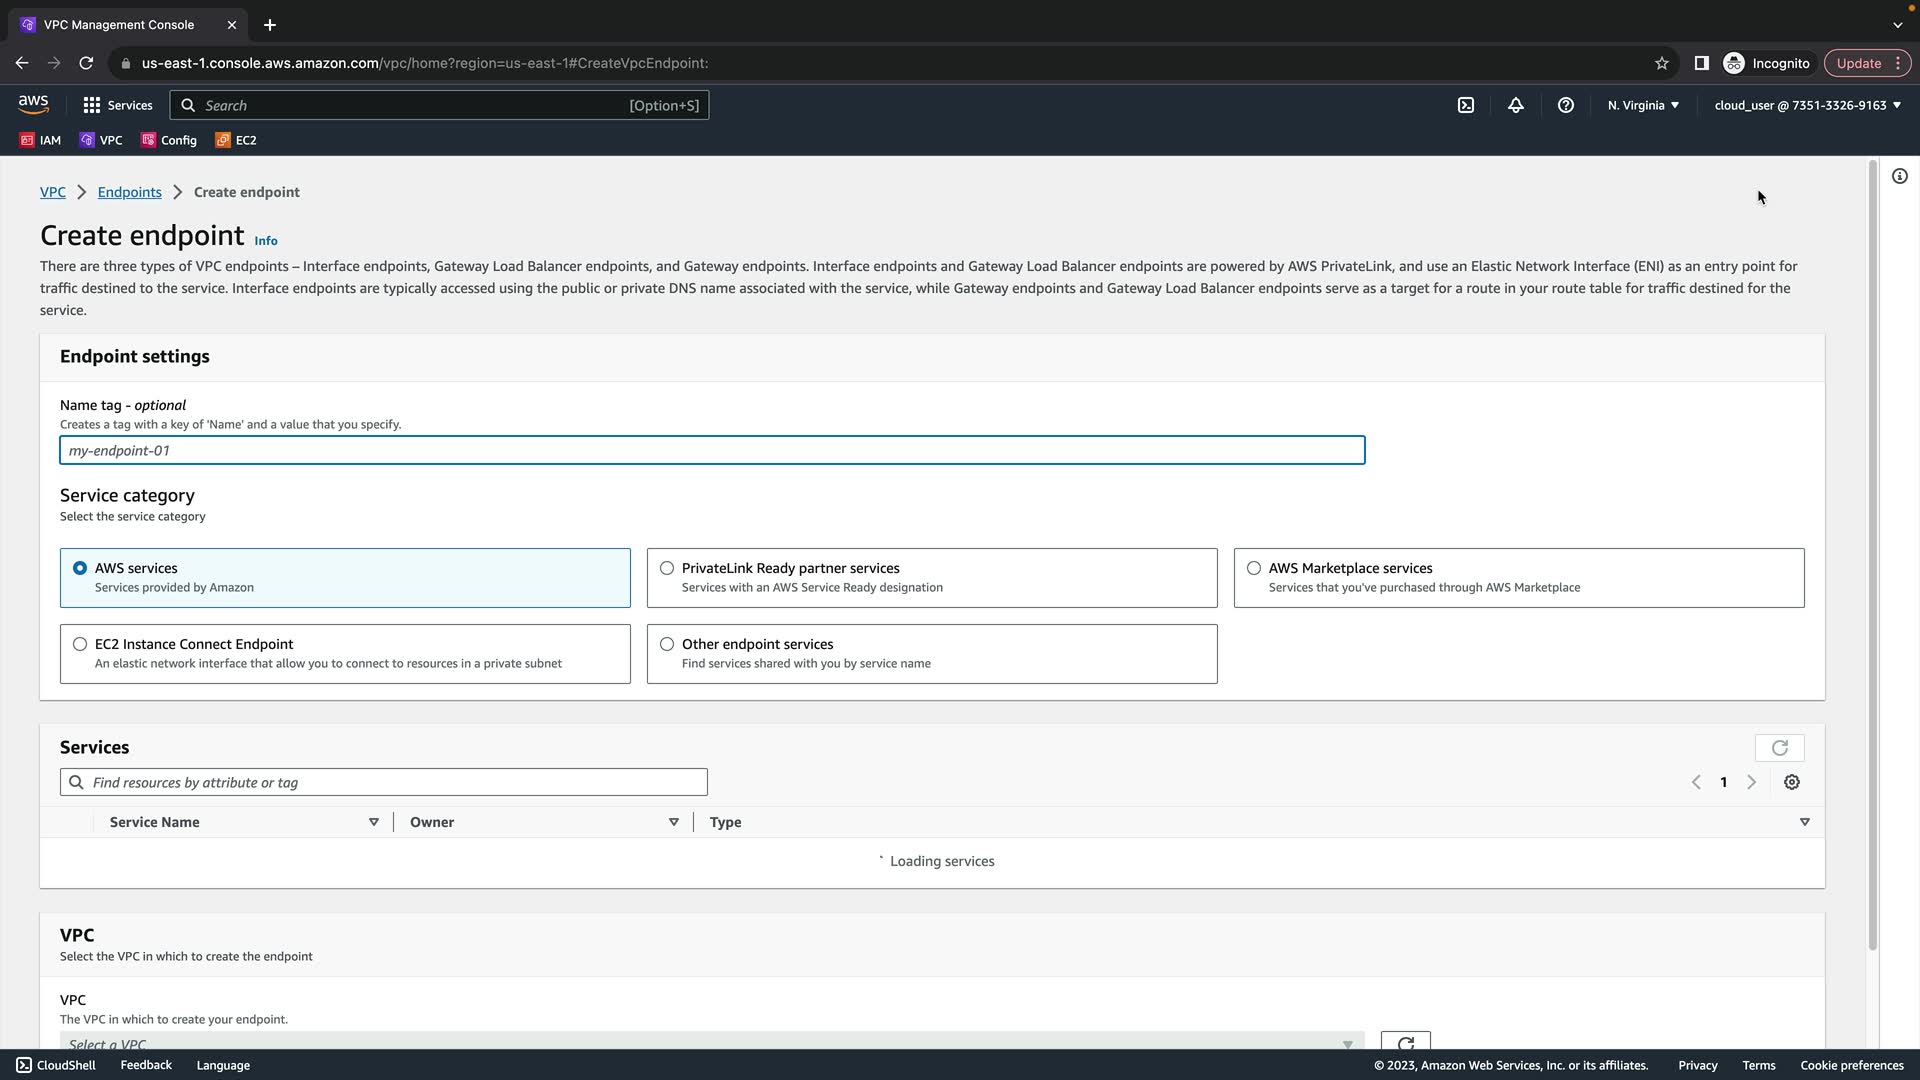 VPC Management Console
us-east-1.console.aws.amazon.com/vpc/home?region=us-east-1#CreateVpcEndpoint:
Incognito
Update
aws
Services
Search
[Option+S]
N. Virginia
cloud_user @ 7351-3326-9163
IAM
VPC
Config
EC2
VPC
Endpoints
Create endpoint
Create endpoint
Info
There are three types of VPC endpoints – Interface endpoints, Gateway Load Balancer endpoints, and Gateway endpoints. Interface endpoints and Gateway Load Balancer endpoints are powered by AWS PrivateLink, and use an Elastic Network Interface (ENI) as an entry point for
traffic destined to the service. Interface endpoints are typically accessed using the public or private DNS name associated with the service, while Gateway endpoints and Gateway Load Balancer endpoints serve as a target for a route in your route table for traffic destined for the
service.
Endpoint settings
Name tag - optional
Creates a tag with a key of 'Name' and a value that you specify.
my-endpoint-01
Service category
Select the service category
AWS services
Services provided by Amazon
PrivateLink Ready partner services
Services with an AWS Service Ready designation
AWS Marketplace services
Services that you've purchased through AWS Marketplace
EC2 Instance Connect Endpoint
An elastic network interface that allow you to connect to resources in a private subnet
Other endpoint services
Find services shared with you by service name
Services
Find resources by attribute or tag
1
Service Name
Owner
Type
Loading services
VPC
Select the VPC in which to create the endpoint
VPC
The VPC in which to create your endpoint.
Select a VPC
CloudShell
Feedback
Language
© 2023, Amazon Web Services, Inc. or its affiliates.
Privacy
Terms
Cookie preferences